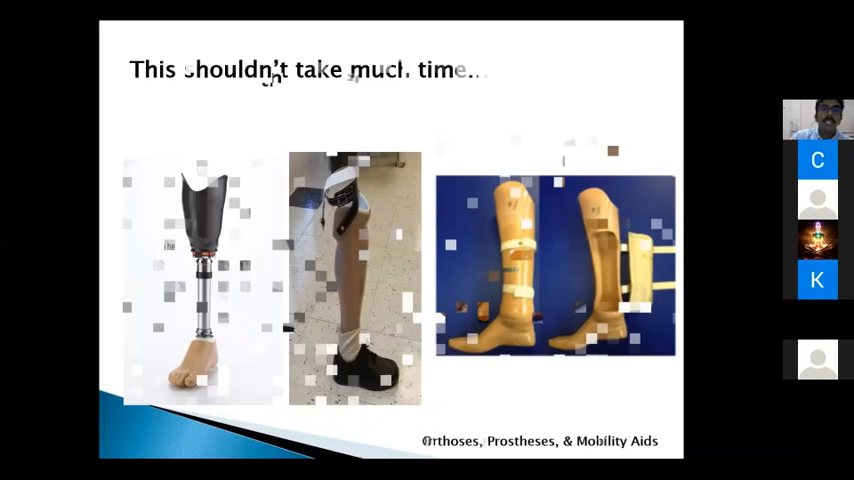 This shouldn't take much time...
Orthoses, Prostheses, & Mobility Aids
C
K